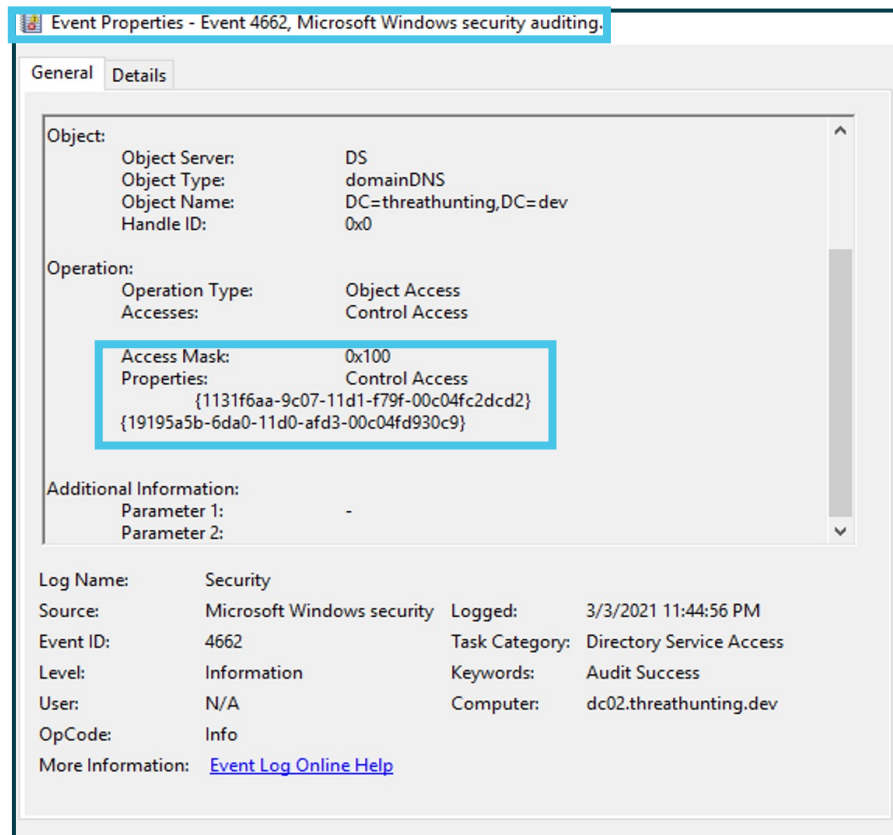 Event Properties - Event 4662, Microsoft Windows security auditing.
General Details
Object:
Object Server: DS
Object Type: domainDNS
Object Name: DC=threathunting,DC=dev
Handle ID: 0x0
Operation:
Operation Type: Object Access
Accesses: Control Access
Access Mask: 0x100
Properties: Control Access
{1131f6aa-9c07-11d1-f79f-00c04fc2dcd2}
{19195a5b-6da0-11d0-afd3-00c04fd930c9}
Additional Information:
Parameter 1: -
Parameter 2:
Log Name: Security
Source: Microsoft Windows security Logged: 3/3/2021 11:44:56 PM
Event ID: 4662 Task Category: Directory Service Access
Level: Information Keywords: Audit Success
User: N/A Computer: dc02.threathunting.dev
OpCode: Info
More Information: Event Log Online Help